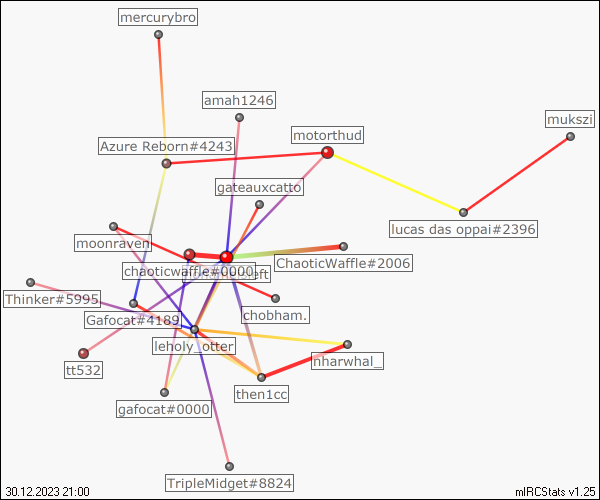 mercurybro
amah1246
mukszi
motorthud
Azure Reborn#4243
gateauxcatto
lucas das oppai#2396
moonraven
ChaoticWaffle#2006
chaoticwaffle#0000
Thinker#5995
chobham.
Gafocat#4189
leholy_otter
nharwhal_
tt532
then1cc
gafocat#0000
TripleMidget#8824
30.12.2023 21:00
mIRCStats v1.25